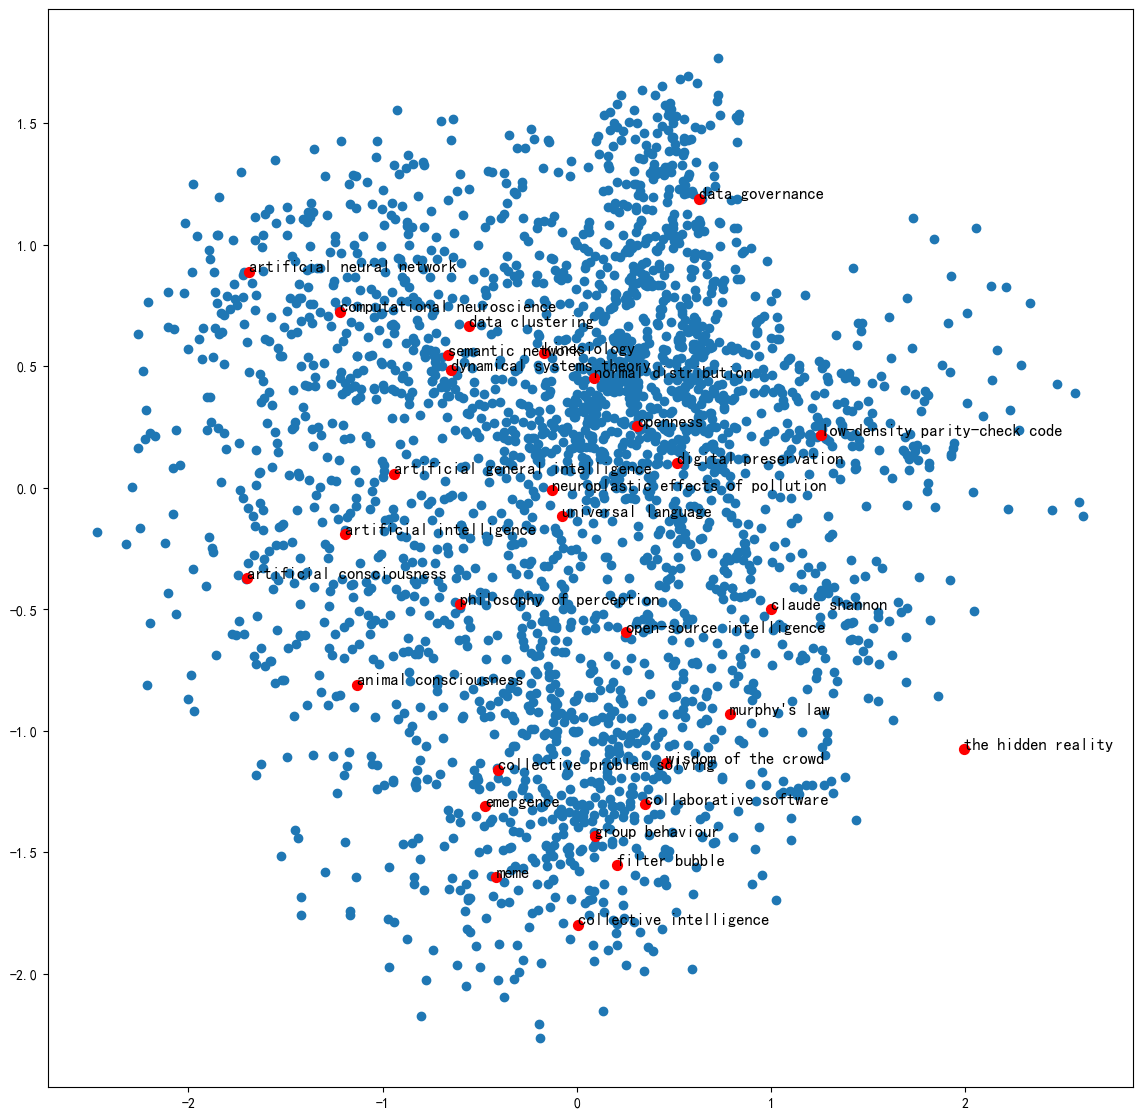 1.5
1.0
0.5
0.0
−0.5
−1.0
−1.5
−2.0
data governance
artificial neural network
computational neuroscience
data clustering
semantic network
kinesiology
dynamical systems theory
normal distribution
openness
low-density parity-check code
digital preservation
artificial general intelligence
neuroplastic effects of pollution
universal language
artificial intelligence
artificial consciousness
philosophy of perception
claude shannon
open-source intelligence
animal consciousness
murphy's law
the hidden reality
wisdom of the crowd
collective problem solving
emergence
collaborative software
group behaviour
filter bubble
meme
collective intelligence
−2
−1
0
1
2